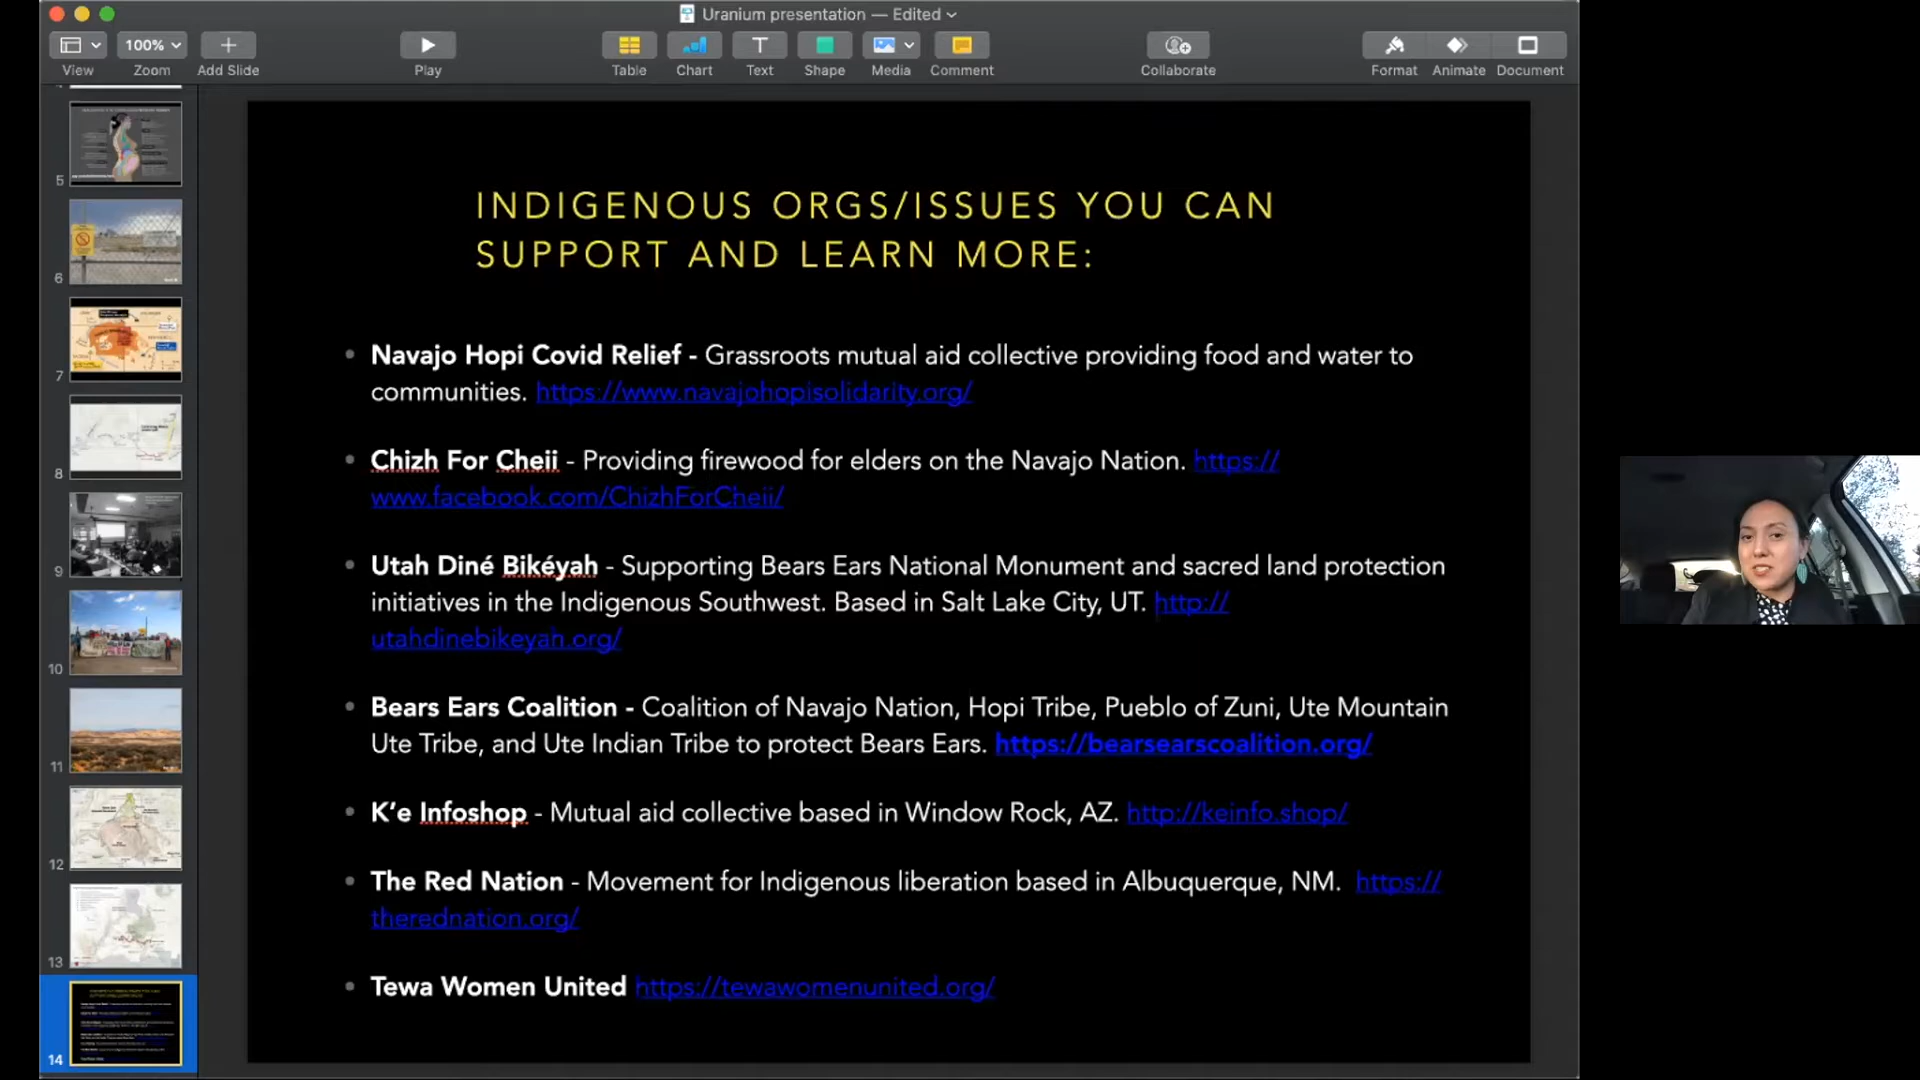 Uranium presentation — Edited
100%
View
Zoom
Add Slide
Play
Table
Chart
Text
Shape
Media
Comment
Collaborate
Format
Animate
Document
5
6
7
8
9
10
11
12
13
14
INDIGENOUS ORGS/ISSUES YOU CAN
SUPPORT AND LEARN MORE:
• Navajo Hopi Covid Relief - Grassroots mutual aid collective providing food and water to
communities. https://www.navajohopisolidarity.org/
• Chizh For Cheii - Providing firewood for elders on the Navajo Nation. https://
www.facebook.com/ChizhForCheii/
• Utah Diné Bikéyah - Supporting Bears Ears National Monument and sacred land protection
initiatives in the Indigenous Southwest. Based in Salt Lake City, UT. http://
utahdinebikeyah.org/
• Bears Ears Coalition - Coalition of Navajo Nation, Hopi Tribe, Pueblo of Zuni, Ute Mountain
Ute Tribe, and Ute Indian Tribe to protect Bears Ears. https://bearsearscoalition.org/
• K’e Infoshop - Mutual aid collective based in Window Rock, AZ. http://keinfo.shop/
• The Red Nation - Movement for Indigenous liberation based in Albuquerque, NM. https://
therednation.org/
• Tewa Women United https://tewawomenunited.org/